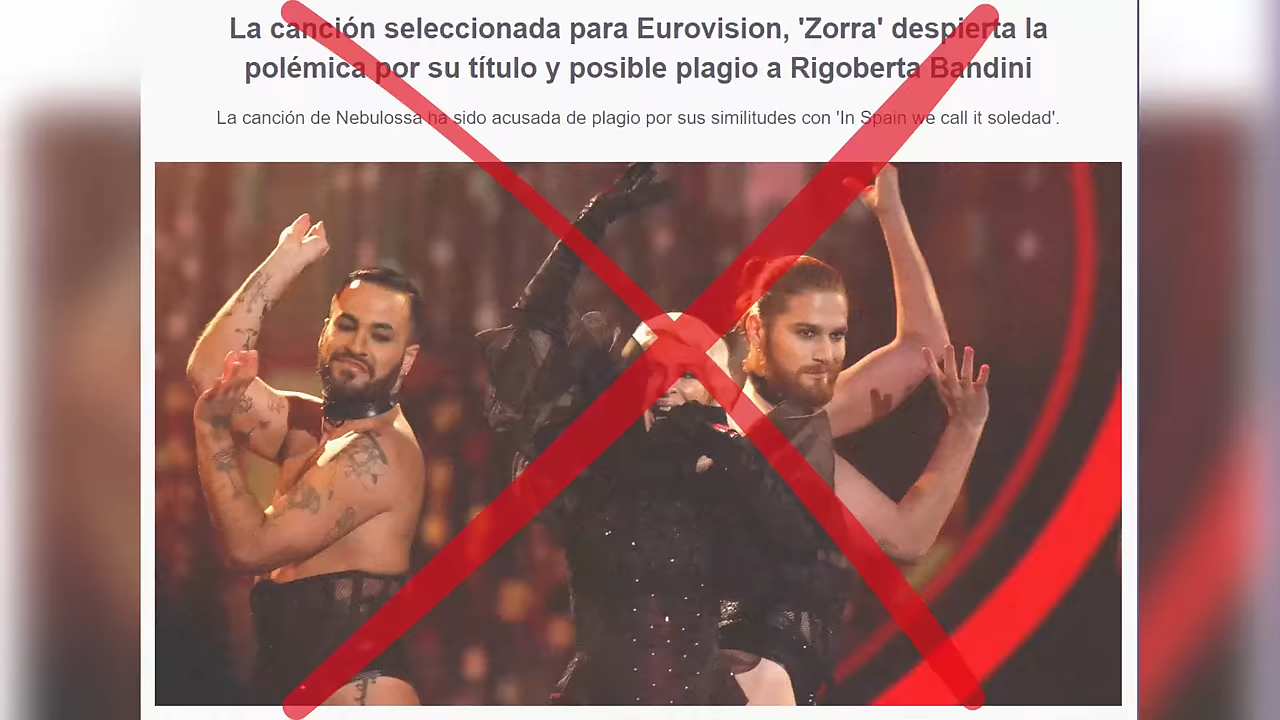 La canción seleccionada para Eurovision, 'Zorra' despierta la
polémica por su título y posible plagio a Rigoberta Bandini
La canción de Nebulossa ha sido acusada de plagio por sus similitudes con 'In Spain we call it soledad'.